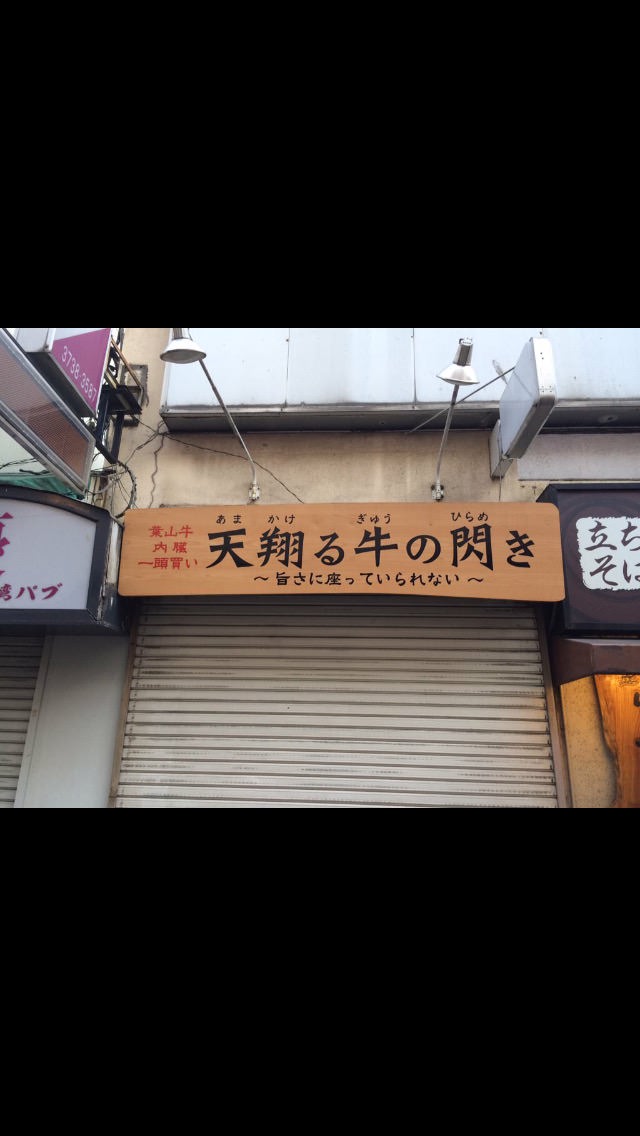 3738-3587
葉山牛
内臓
一頭買い
あま かけ ぎゅう ひらめ
天翔る牛の閃き
～旨さに座っていられない～
パブ
立ち
そば